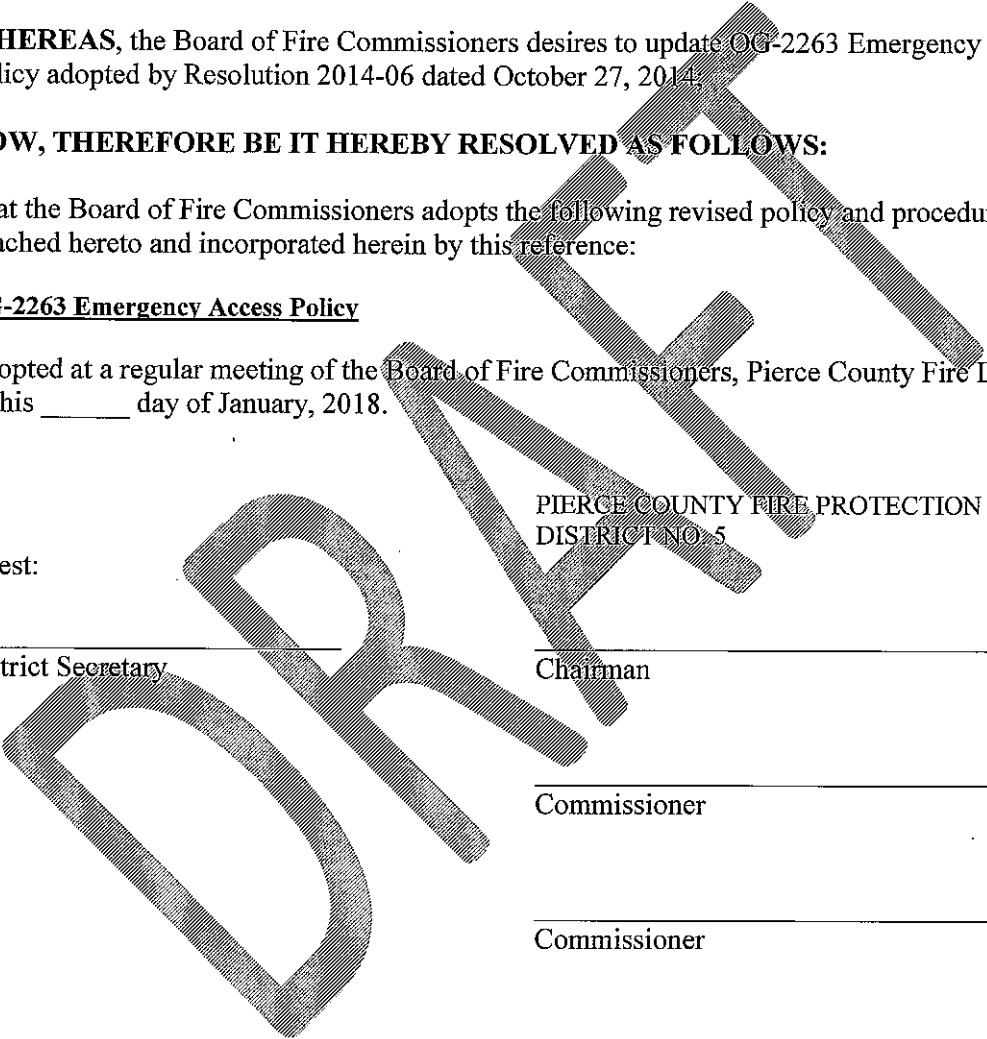 HEREAS, the Board of Fire Commissioners desires to update OG-2263 Emergency
licy adopted by Resolution 2014-06 dated October 27, 2014;
OW, THEREFORE BE IT HEREBY RESOLVED AS FOLLOWS:
at the Board of Fire Commissioners adopts the following revised policy and procedu
ached hereto and incorporated herein by this reference:
-2263 Emergency Access Policy
opted at a regular meeting of the Board of Fire Commissioners, Pierce County Fire D
his ______ day of January, 2018.
PIERCE COUNTY FIRE PROTECTION
DISTRICT NO. 5
est:
trict Secretary
Chairman
Commissioner
Commissioner
DRAFT